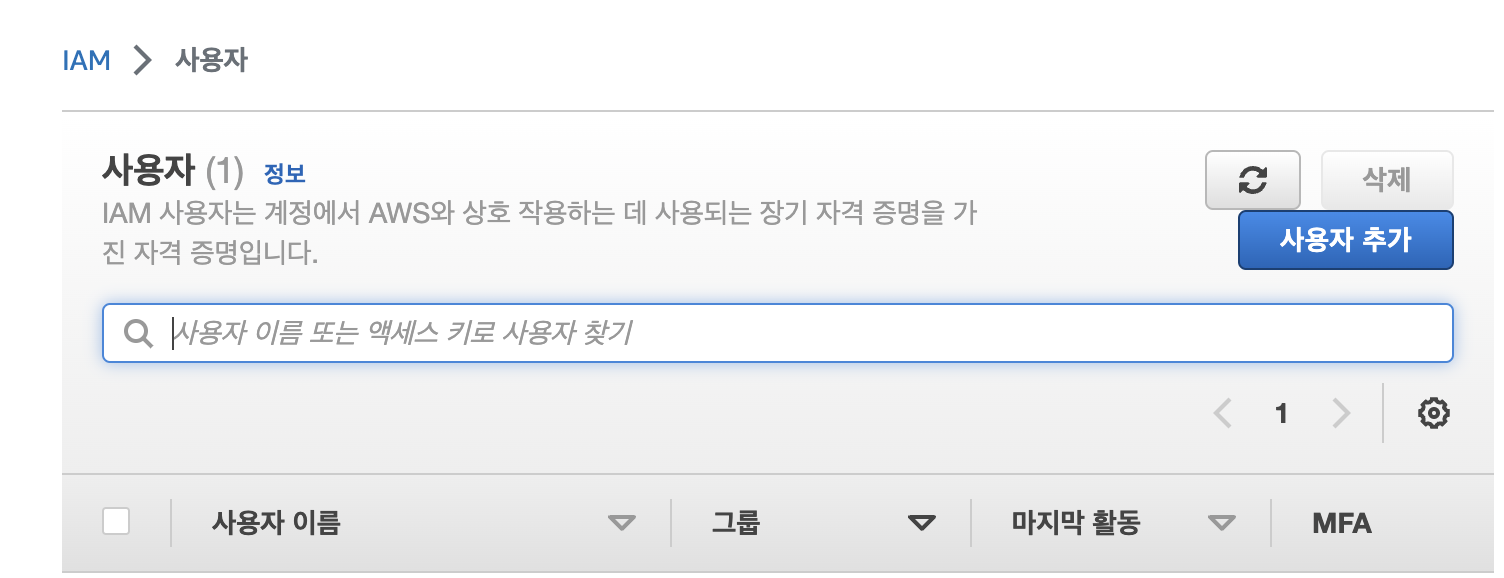 IAM > 사용자
사용자 (1) 정보
IAM 사용자는 계정에서 AWS와 상호 작용하는 데 사용되는 장기 자격 증명을 가
진 자격 증명입니다.
삭제
사용자 추가
사용자 이름 또는 액세스 키로 사용자 찾기
1
사용자 이름 그룹 마지막 활동 MFA